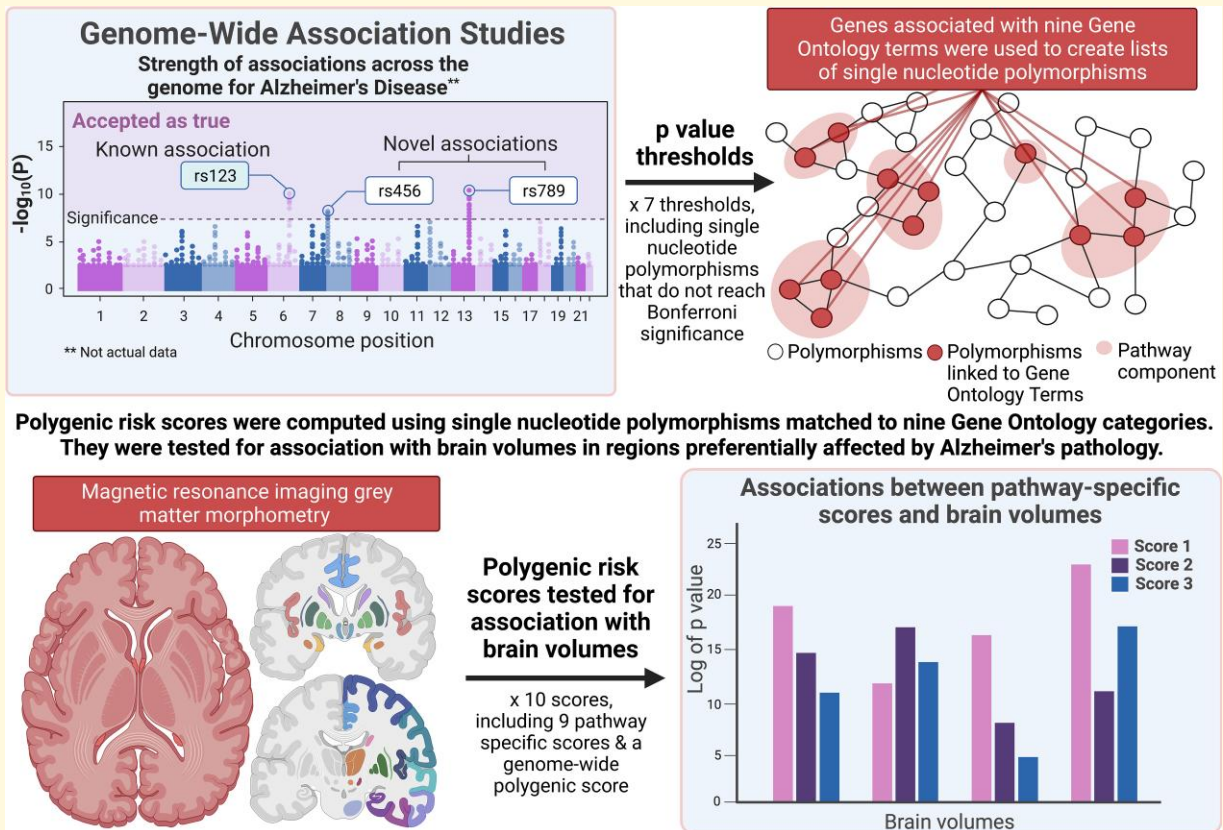 Genome-Wide Association Studies
Strength of associations across the
genome for Alzheimer's Disease**
Accepted as true
Known association
Novel associations
rs123
rs456
rs789
Significance
-log10(P)
15
10
5
0
1 2 3 4 5 6 7 8 9 10 11 12 13 15 17 19 21
Chromosome position
** Not actual data
p value
thresholds
x 7 thresholds,
including single
nucleotide
polymorphisms
that do not reach
Bonferroni
significance
Genes associated with nine Gene
Ontology terms were used to create lists
of single nucleotide polymorphisms
Polymorphisms
Polymorphisms
linked to Gene
Ontology Terms
Pathway
component
Polygenic risk scores were computed using single nucleotide polymorphisms matched to nine Gene Ontology categories.
They were tested for association with brain volumes in regions preferentially affected by Alzheimer's pathology.
Magnetic resonance imaging grey
matter morphometry
Polygenic risk
scores tested for
association with
brain volumes
x 10 scores,
including 9 pathway
specific scores & a
genome-wide
polygenic score
Associations between pathway-specific
scores and brain volumes
Score 1
Score 2
Score 3
Log of p value
25
20
15
10
5
0
Brain volumes